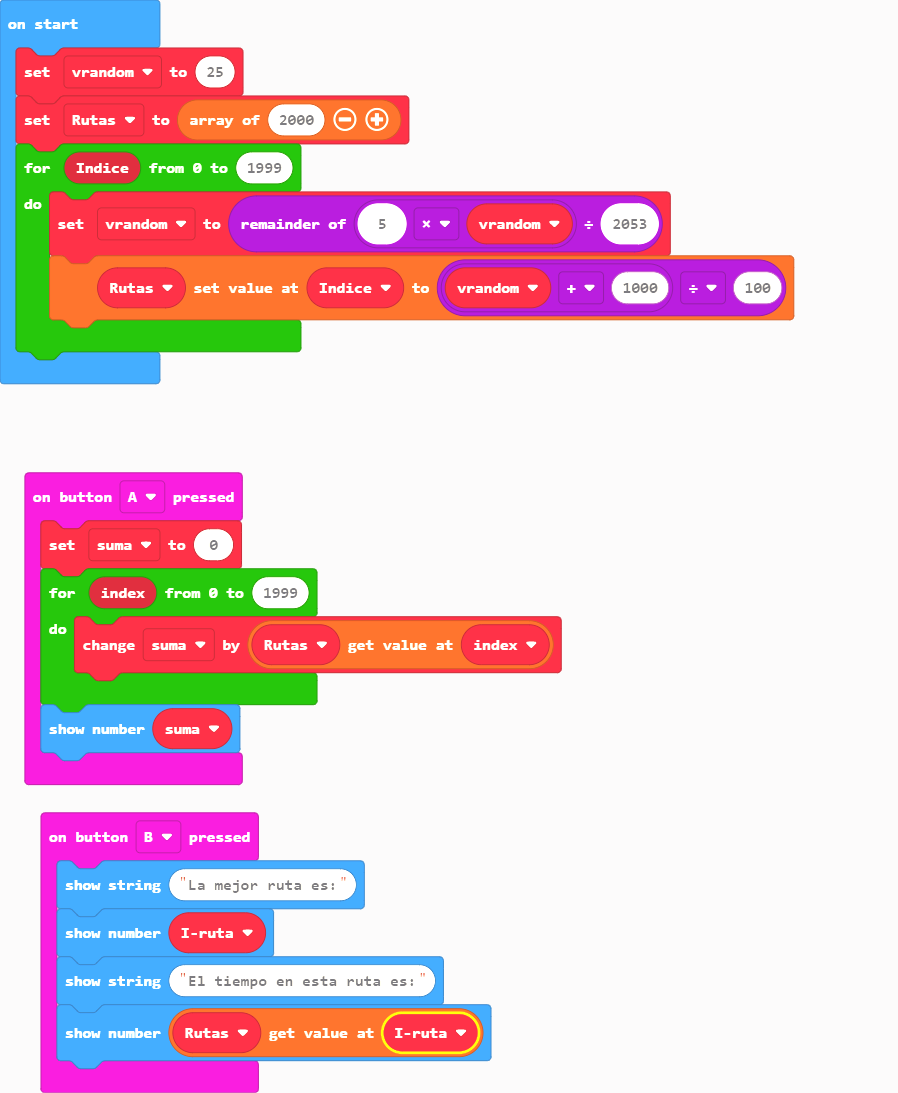 on start
set vrandom to 25
set Rutas to array of 2000
for Indice from 0 to 1999
do
set vrandom to remainder of 5 × vrandom ÷ 2053
Rutas set value at Indice to vrandom + 1000 ÷ 100
on button A pressed
set suma to 0
for index from 0 to 1999
do
change suma by Rutas get value at index
show number suma
on button B pressed
show string "La mejor ruta es:"
show number I-ruta
show string "El tiempo en esta ruta es:"
show number Rutas get value at I-ruta